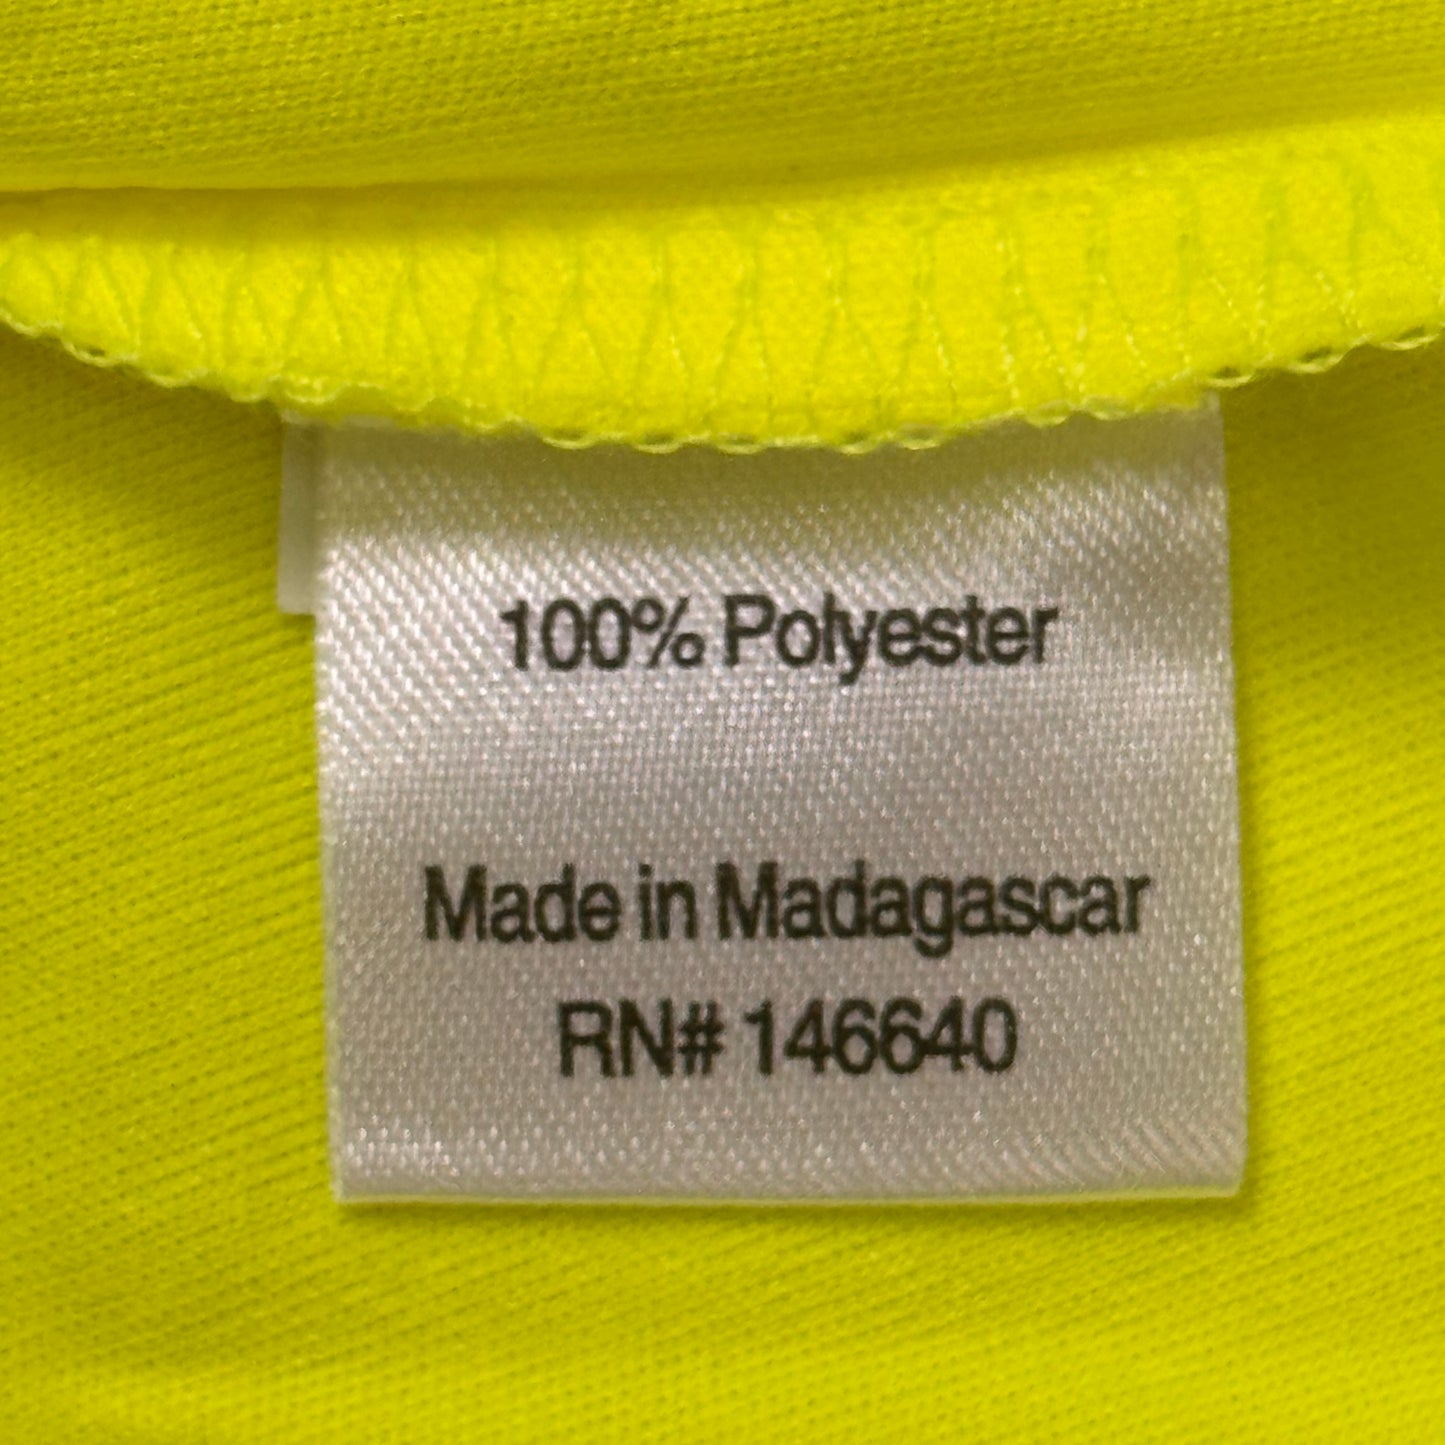 100% Polyester
Made in Madagascar
RN# 146640